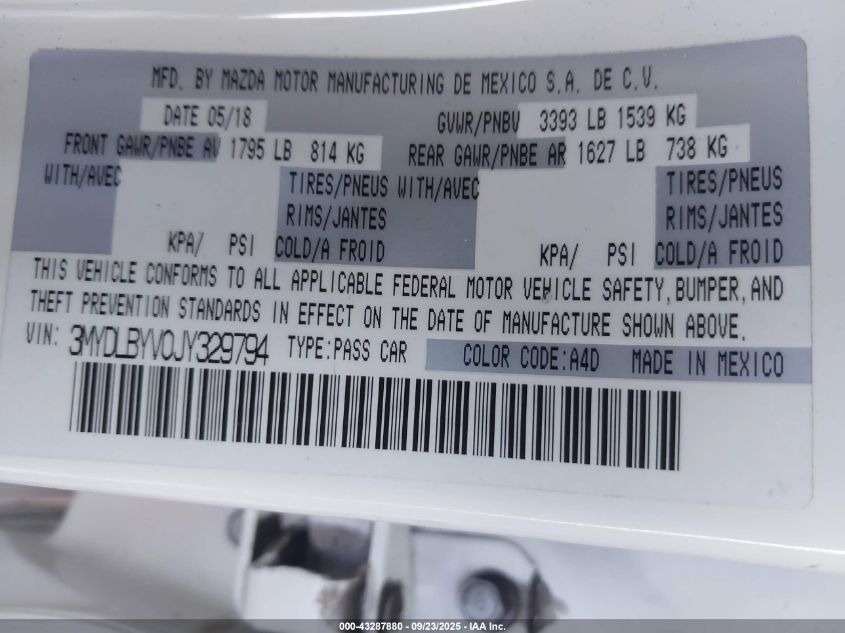 MFD. BY MAZDA MOTOR MANUFACTURING DE MEXICO S.A. DE C.V.
DATE 05/18 GVWR/PNBV 3393 LB 1539 KG
FRONT GAWR/PNBE AV 1795 LB 814 KG REAR GAWR/PNBE AR 1627 LB 738 KG
WITH/AVEC TIRES/PNEUS WITH/AVEC TIRES/PNEUS
RIMS/JANTES RIMS/JANTES
KPA/ PSI COLD/A FROID KPA/ PSI COLD/A FROID
THIS VEHICLE CONFORMS TO ALL APPLICABLE FEDERAL MOTOR VEHICLE SAFETY, BUMPER, AND
THEFT PREVENTION STANDARDS IN EFFECT ON THE DATE OF MANUFACTURE SHOWN ABOVE.
VIN: 3MYDLBYV0JY329794 TYPE:PASS CAR COLOR CODE:A4D MADE IN MEXICO
000-43287880 - 09/23/2025 - IAA Inc.